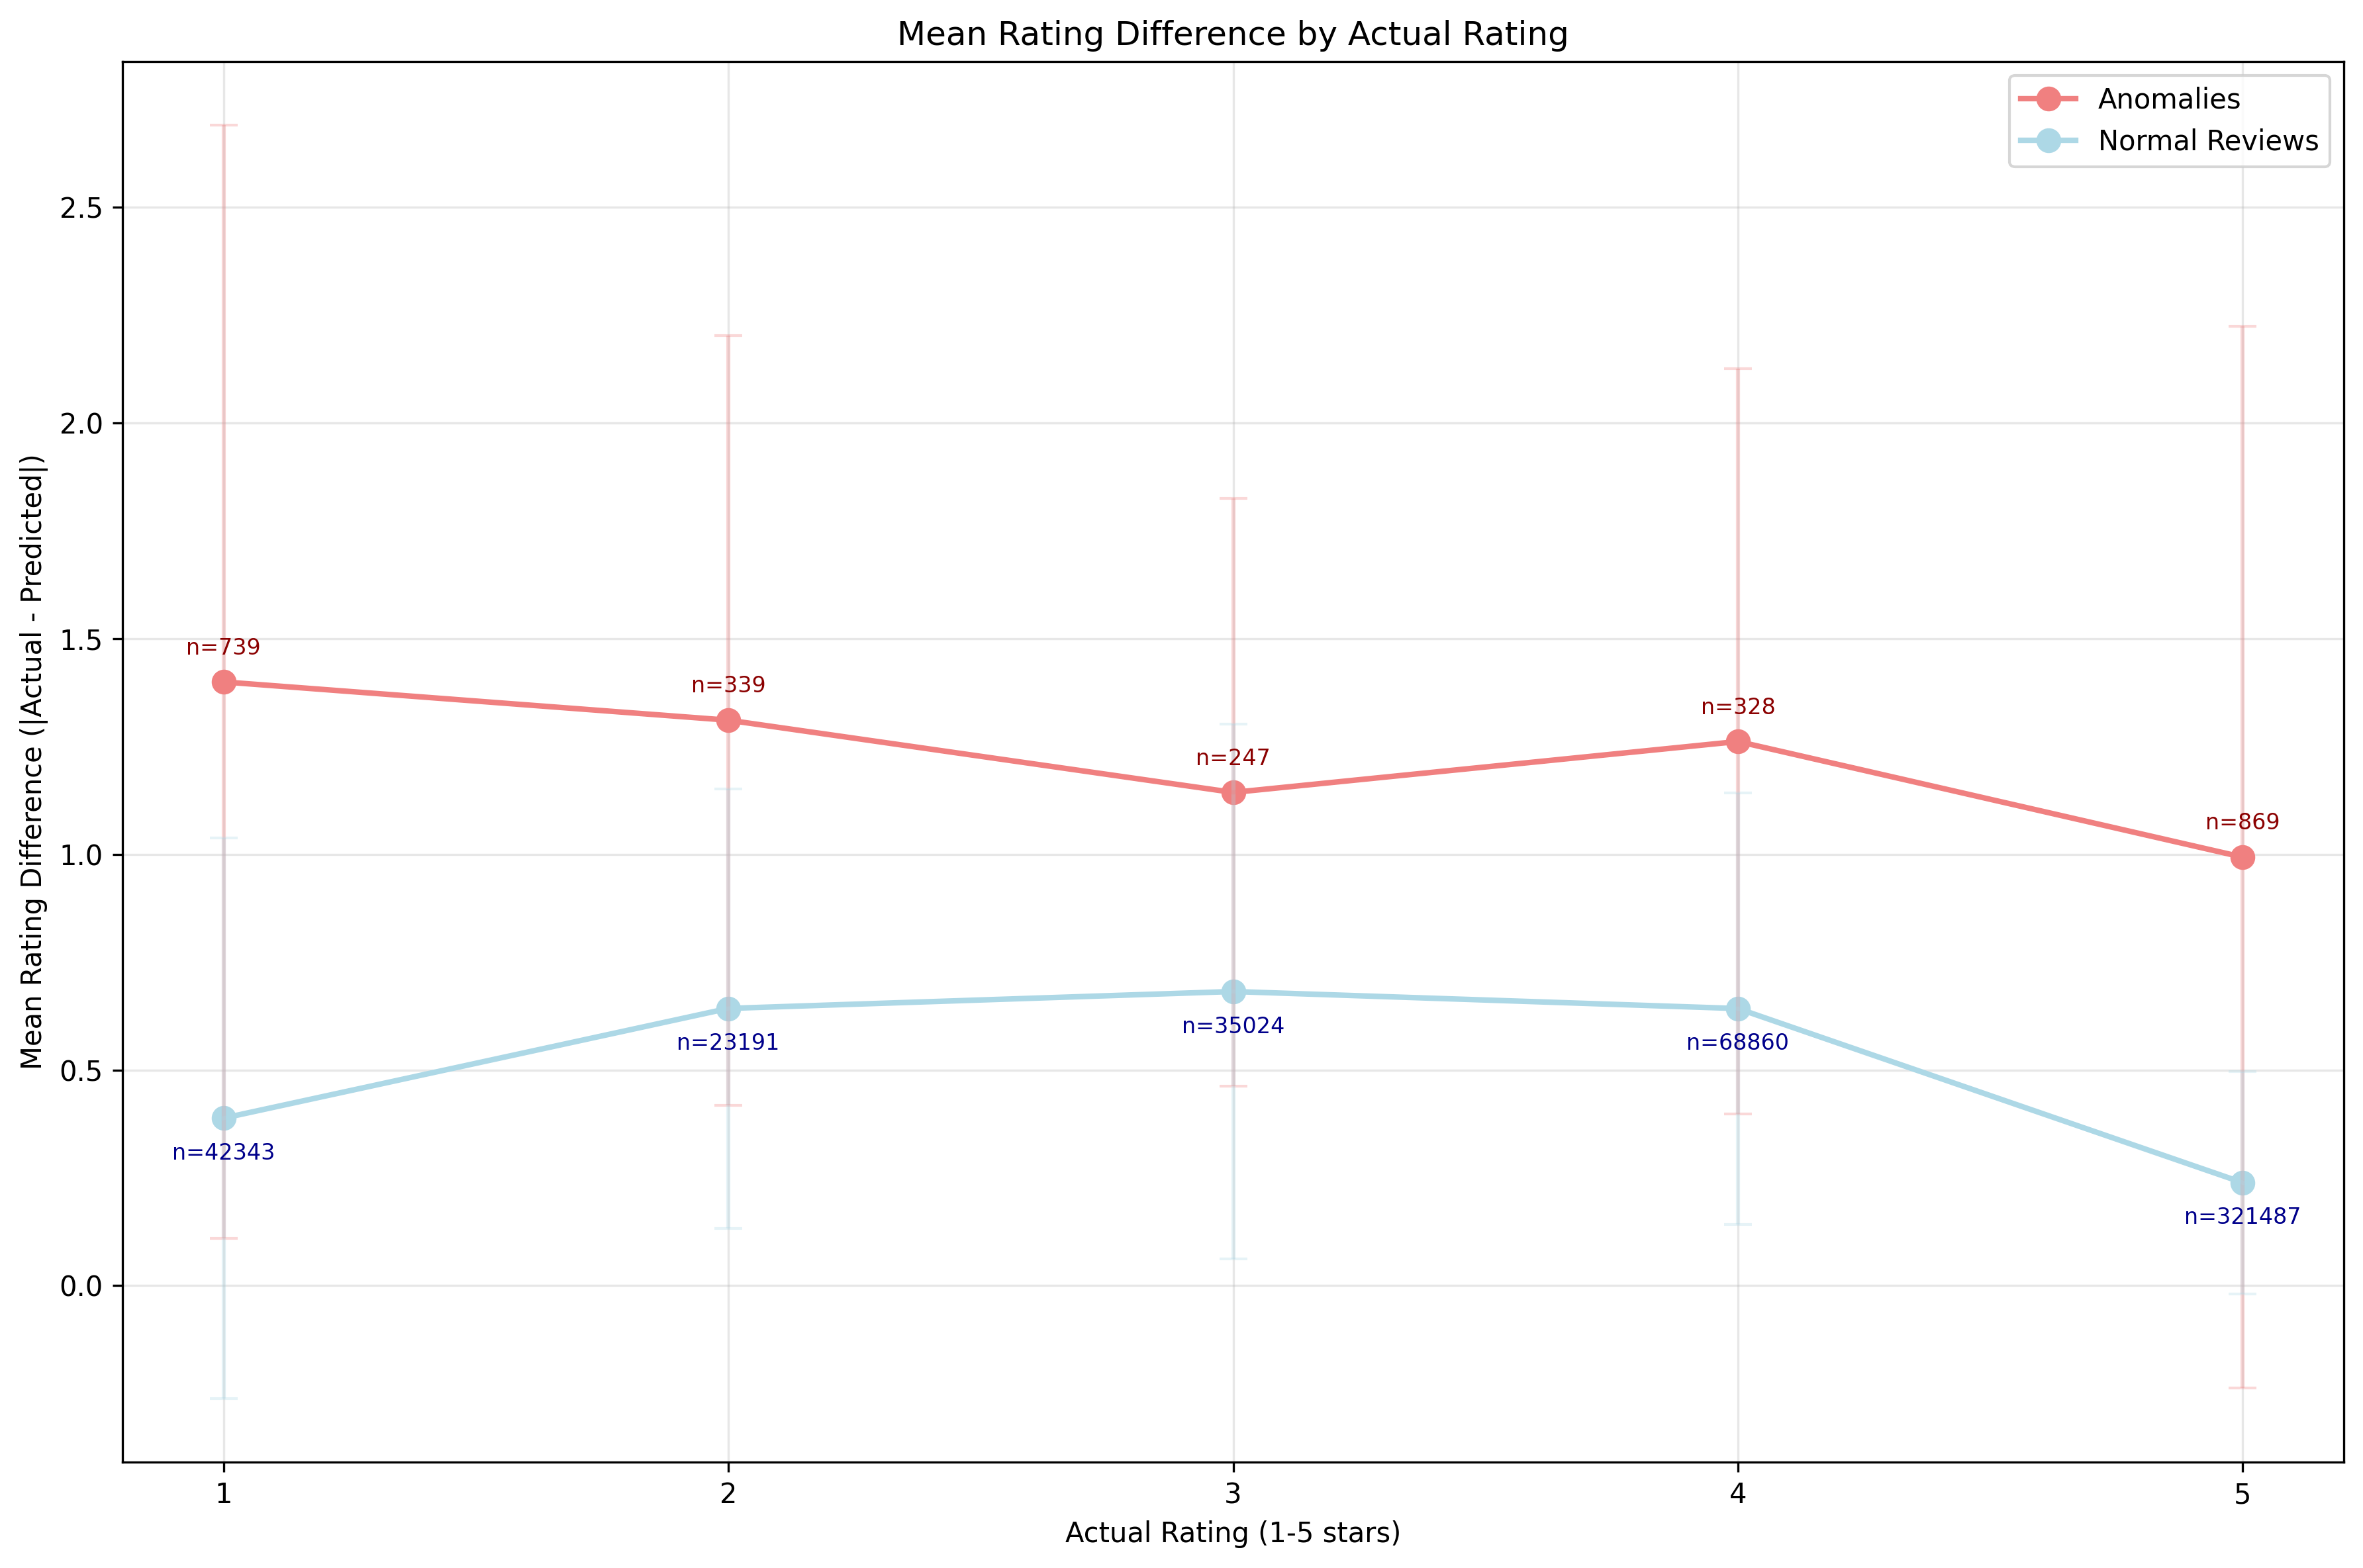 Mean Rating Difference by Actual Rating
Anomalies
Normal Reviews
Mean Rating Difference (|Actual - Predicted|)
2.5
2.0
1.5
1.0
0.5
0.0
n=739
n=339
n=247
n=328
n=869
n=42343
n=23191
n=35024
n=68860
n=321487
1
2
3
4
5
Actual Rating (1-5 stars)